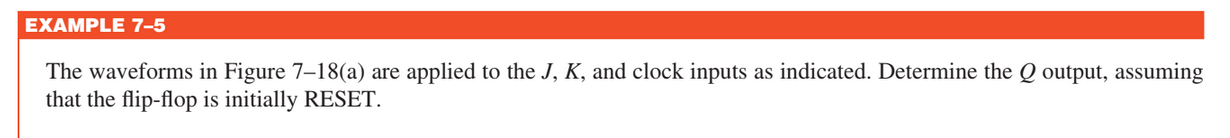 EXAMPLE 7–5
The waveforms in Figure 7–18(a) are applied to the J, K, and clock inputs as indicated. Determine the Q output, assuming
that the flip-flop is initially RESET.